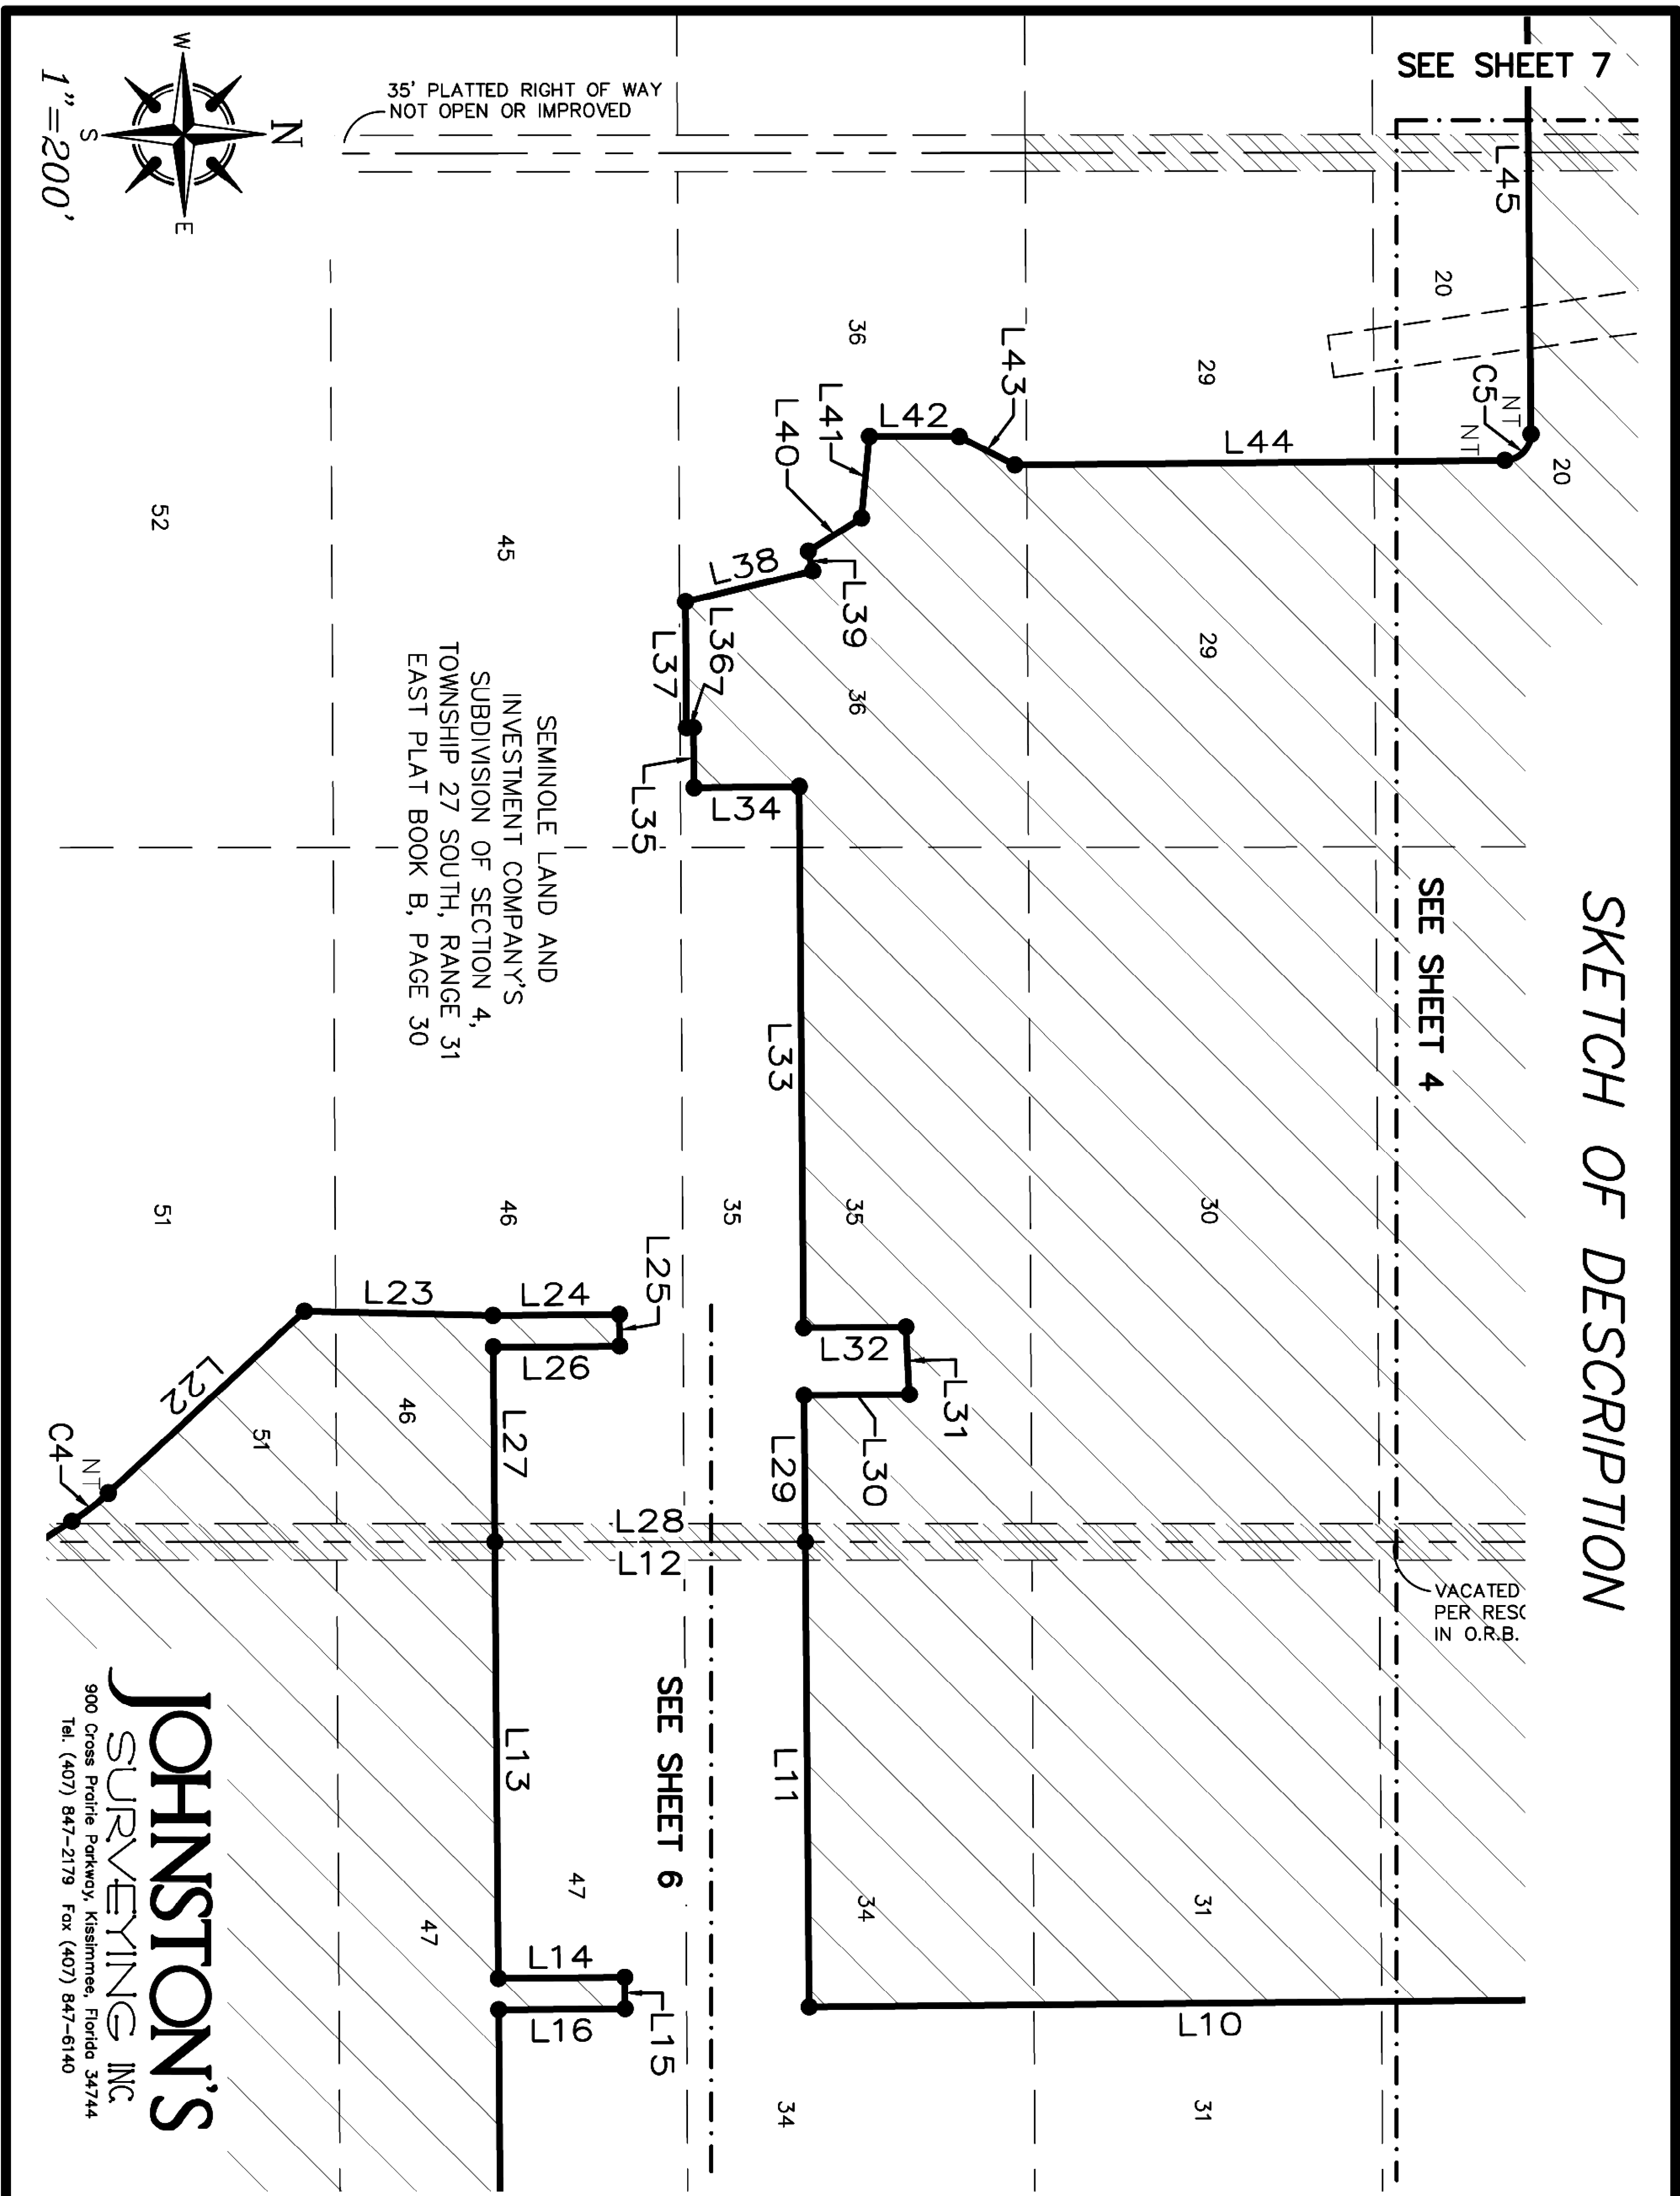 SKETCH OF DESCRIPTION
SEE SHEET 7
L45
20
C5
NT
NT
20
SEE SHEET 4
VACATED
PER RESO
IN O.R.B.
29
L44
29
30
31
31
L10
L43
36
L42
L41
L40
L39
L38
36
L36
L37
L35
L34
L33
35
35
L32
L31
L30
L29
L11
34
34
35' PLATTED RIGHT OF WAY
NOT OPEN OR IMPROVED
SEE SHEET 6
L28
L12
45
SEMINOLE LAND AND
INVESTMENT COMPANY'S
SUBDIVISION OF SECTION 4,
TOWNSHIP 27 SOUTH, RANGE 31
EAST PLAT BOOK B, PAGE 30
46
L25
L24
L26
L23
L27
46
L13
47
47
L14
L15
L16
52
51
L22
51
C4
NT
N
W
E
S
1"=200'
JOHNSTON'S
SURVEYING INC.
900 Cross Prairie Parkway, Kissimmee, Florida 34744
Tel. (407) 847-2179 Fax (407) 847-6140